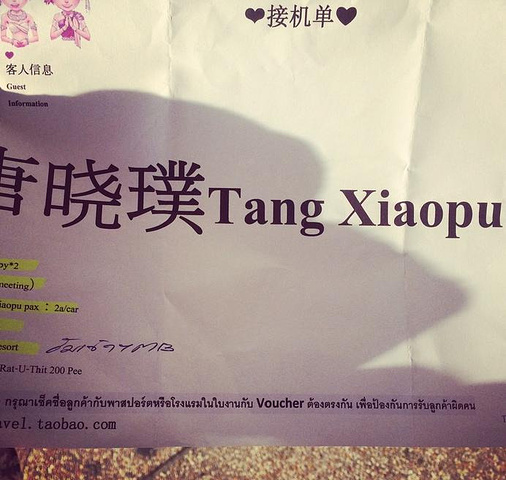 ❤接机单❤
客人信息
Guest
Information
唐晓璞Tang Xiaopu
py*2
meeting）
iaopu pax ： 2a/car
esort
Rat-U-Thit 200 Pee
กรุณาเช็คชื่อลูกค้ากับพาสปอร์ตหรือโรงแรมในใบงานกับ Voucher ต้องตรงกัน เพื่อป้องกันการรับลูกค้าผิดคน
avel.taobao.com